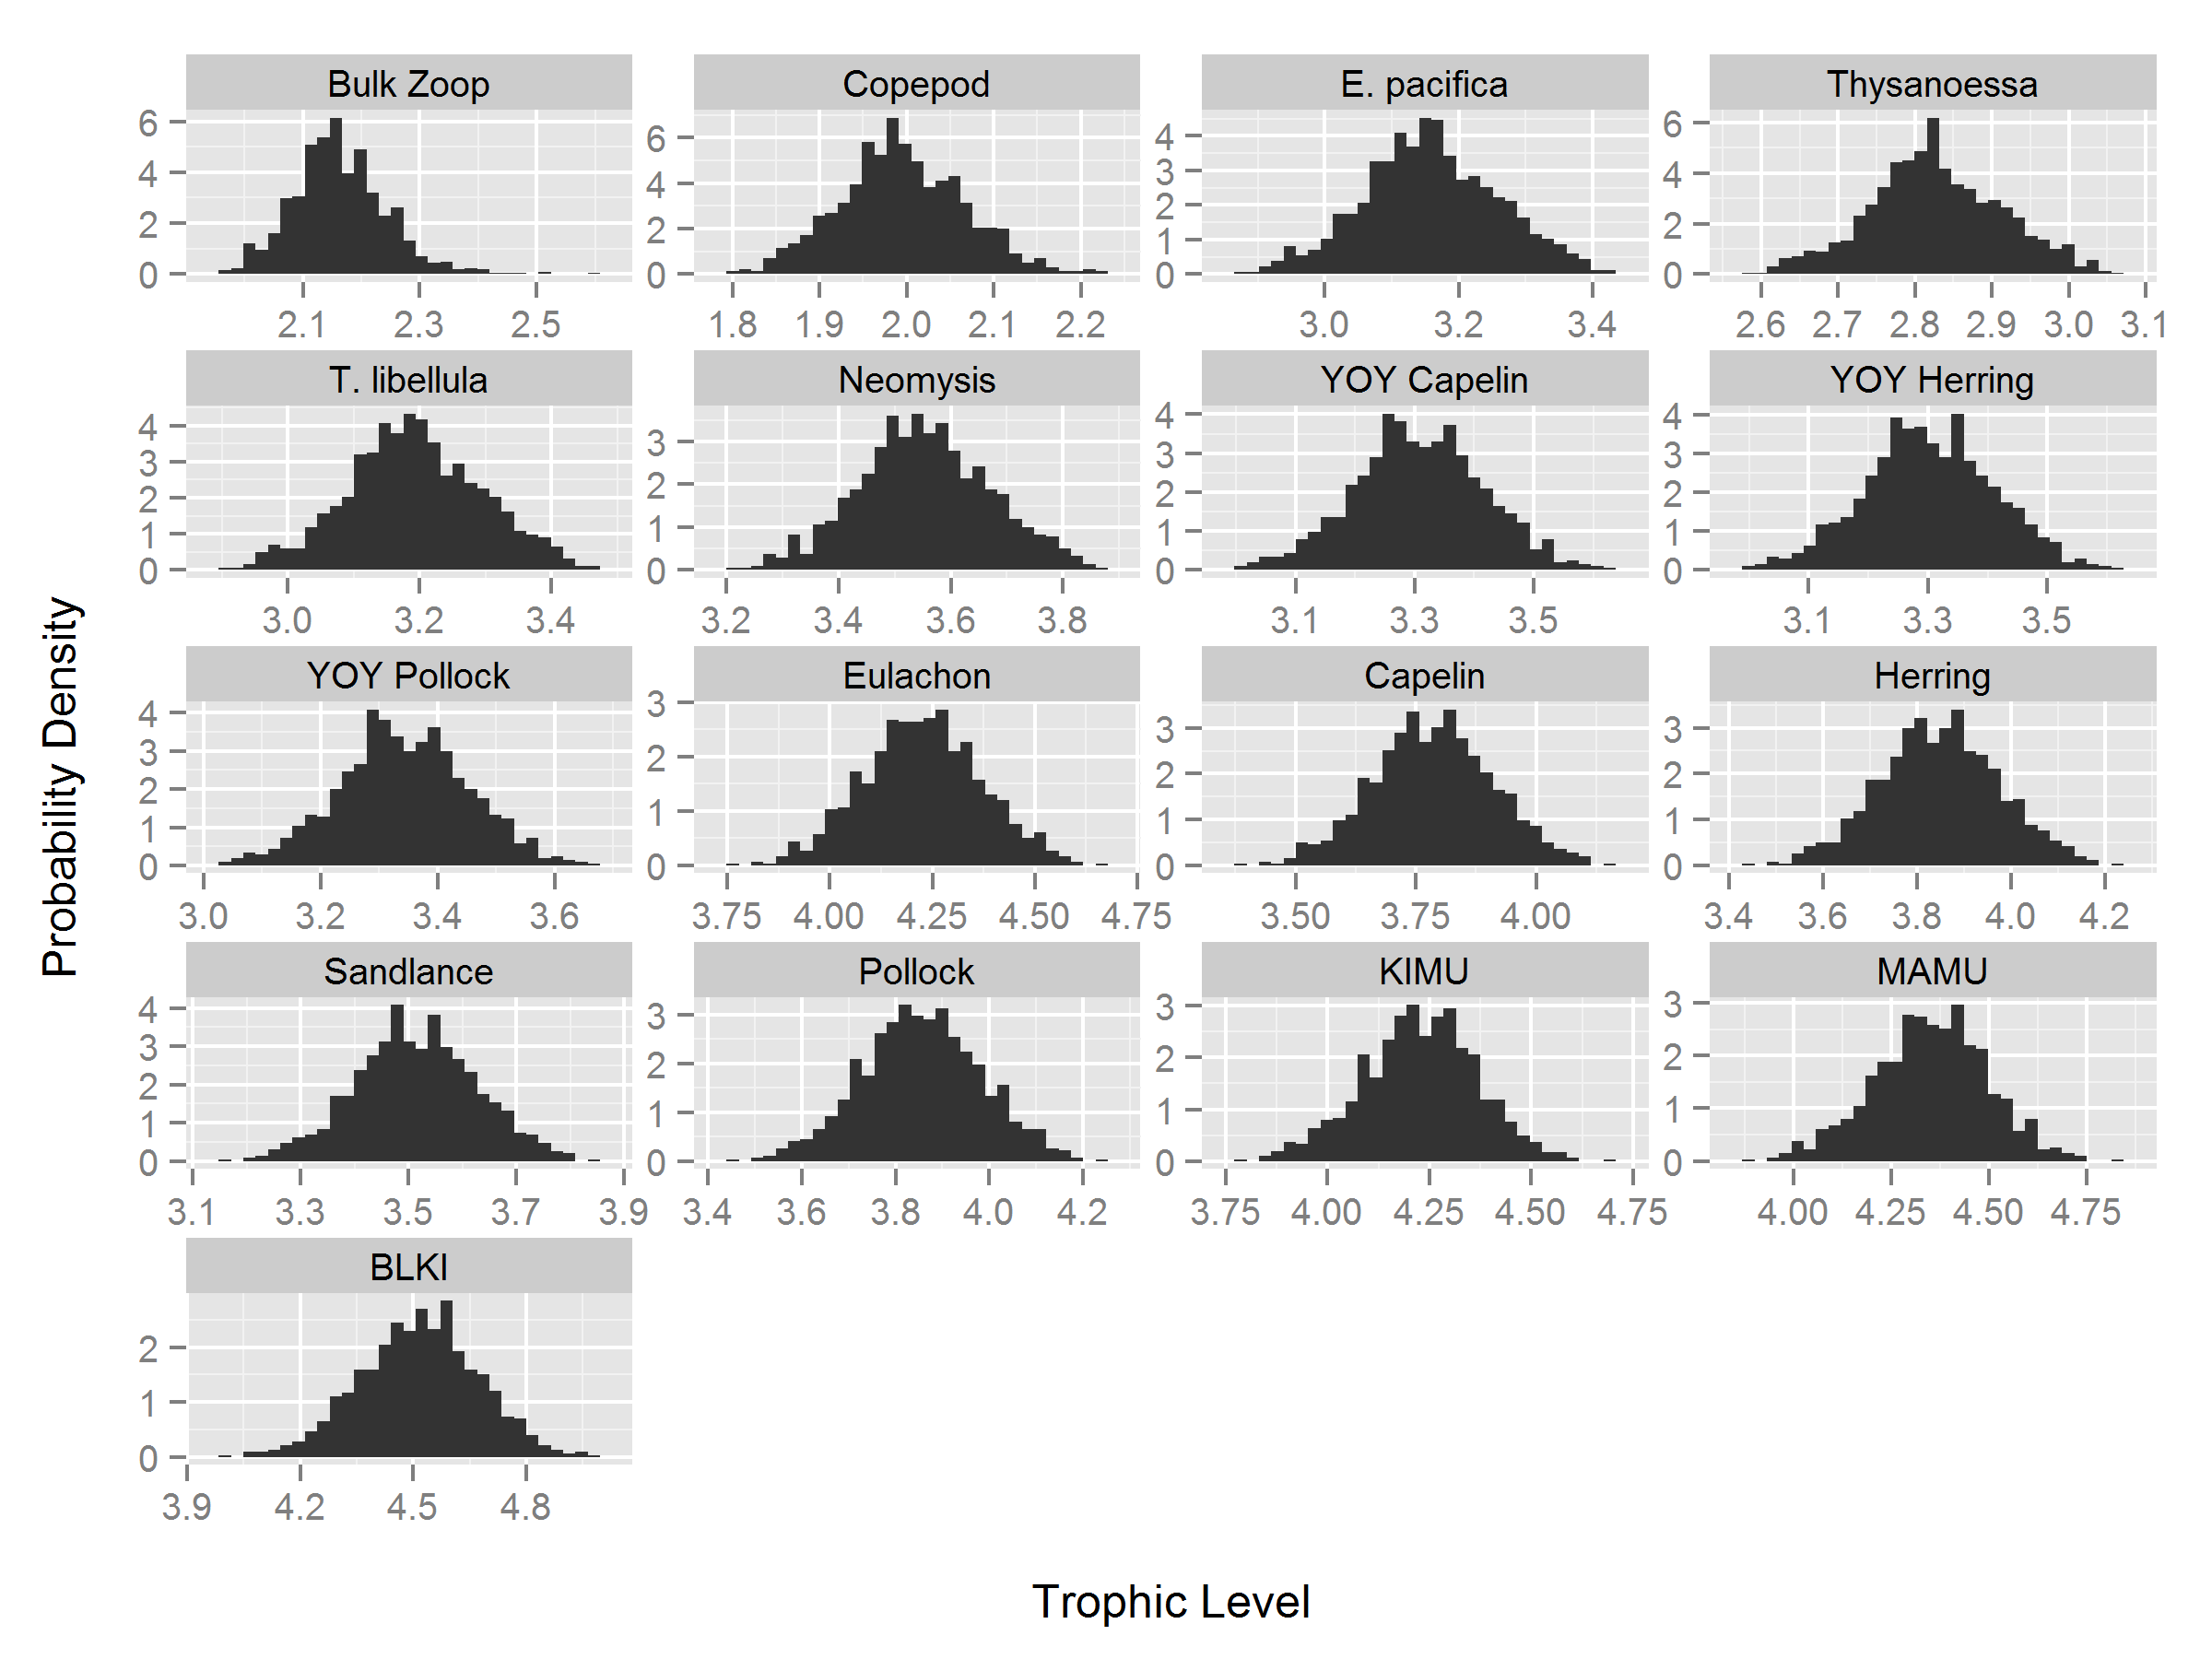 Bulk Zoop Copepod E. pacifica Thysanoessa
6 4 2 0 6 4 2 0 4 3 2 1 0 6 4 2 0
2.1 2.3 2.5 1.8 1.9 2.0 2.1 2.2 3.0 3.2 3.4 2.6 2.7 2.8 2.9 3.0 3.1
T. libellula Neomysis YOY Capelin YOY Herring
4 3 2 1 0 3 2 1 0 4 3 2 1 0 4 3 2 1 0
3.0 3.2 3.4 3.2 3.4 3.6 3.8 3.1 3.3 3.5 3.1 3.3 3.5
YOY Pollock Eulachon Capelin Herring
4 3 2 1 0 3 2 1 0 3 2 1 0 3 2 1 0
3.0 3.2 3.4 3.6 3.75 4.00 4.25 4.50 4.75 3.50 3.75 4.00 3.4 3.6 3.8 4.0 4.2
Sandlance Pollock KIMU MAMU
4 3 2 1 0 3 2 1 0 3 2 1 0 3 2 1 0
3.1 3.3 3.5 3.7 3.9 3.4 3.6 3.8 4.0 4.2 3.75 4.00 4.25 4.50 4.75 4.00 4.25 4.50 4.75
BLKI
2 1 0
3.9 4.2 4.5 4.8
Probability Density
Trophic Level